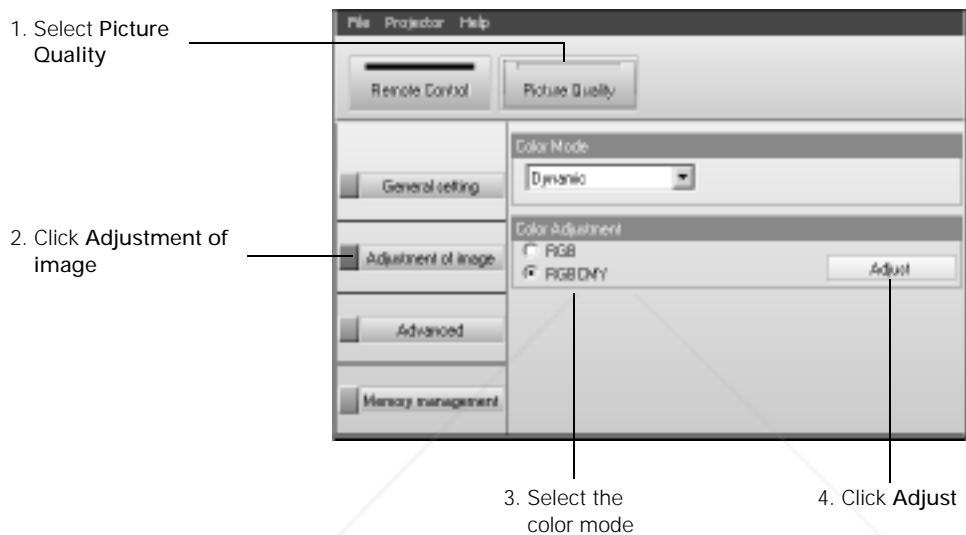 1. Select Picture
Quality
File Projector Help
Remote Control Picture Quality
Color Mode
Dynamic
General setting
2. Click Adjustment of
image
Color Adjustment
RGB
Adjustment of image
RGBCMY
Adjust
Advanced
Memory management
3. Select the
color mode
4. Click Adjust